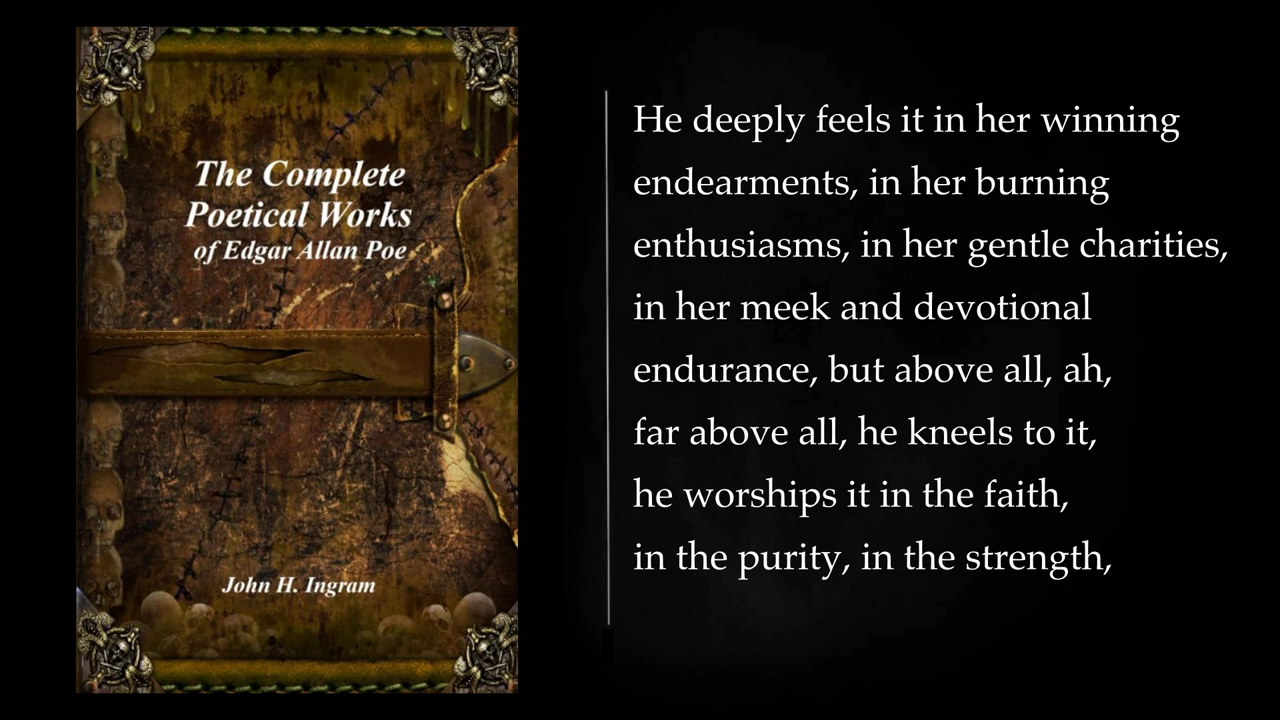 The Complete
Poetical Works
of Edgar Allan Poe
John H. Ingram
He deeply feels it in her winning
endearments, in her burning
enthusiasms, in her gentle charities,
in her meek and devotional
endurance, but above all, ah,
far above all, he kneels to it,
he worships it in the faith,
in the purity, in the strength,